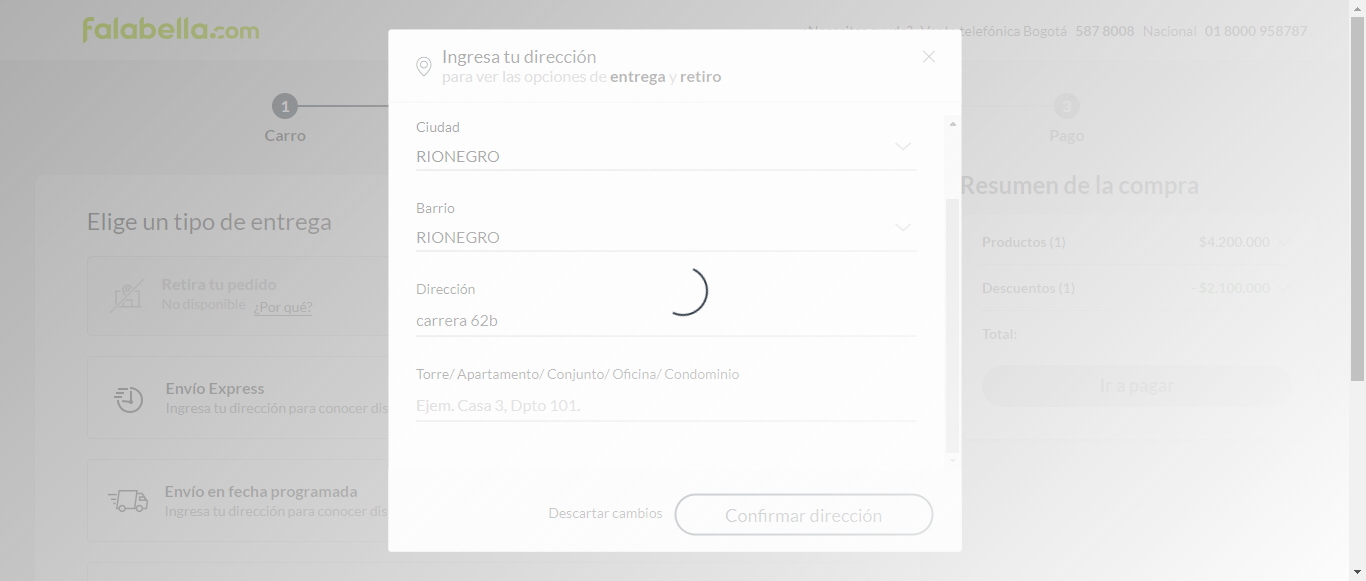 falabella.com
telefónica Bogotá 587 8008 Nacional 01 8000 958787
Ingresa tu dirección
para ver las opciones de entrega y retiro
1
Carro
3
Pago
Elige un tipo de entrega
Retira tu pedido
No disponible ¿Por qué?
Envío Express
Ingresa tu dirección para conocer dis
Envío en fecha programada
Ingresa tu dirección para conocer dis
Ciudad
RIONEGRO
Barrio
RIONEGRO
Dirección
carrera 62b
Torre/ Apartamento/ Conjunto/ Oficina/ Condominio
Ejem. Casa 3, Dpto 101.
Descartar cambios
Confirmar dirección
Resumen de la compra
Productos (1) $4.200.000
Descuentos (1) - $2.100.000
Total:
Ir a pagar